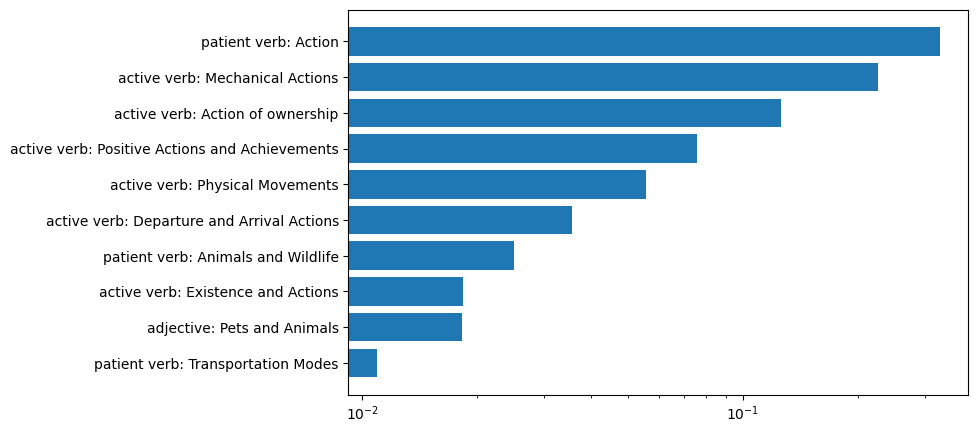 patient verb: Action
active verb: Mechanical Actions
active verb: Action of ownership
active verb: Positive Actions and Achievements
active verb: Physical Movements
active verb: Departure and Arrival Actions
patient verb: Animals and Wildlife
active verb: Existence and Actions
adjective: Pets and Animals
patient verb: Transportation Modes
10⁻² 10⁻¹